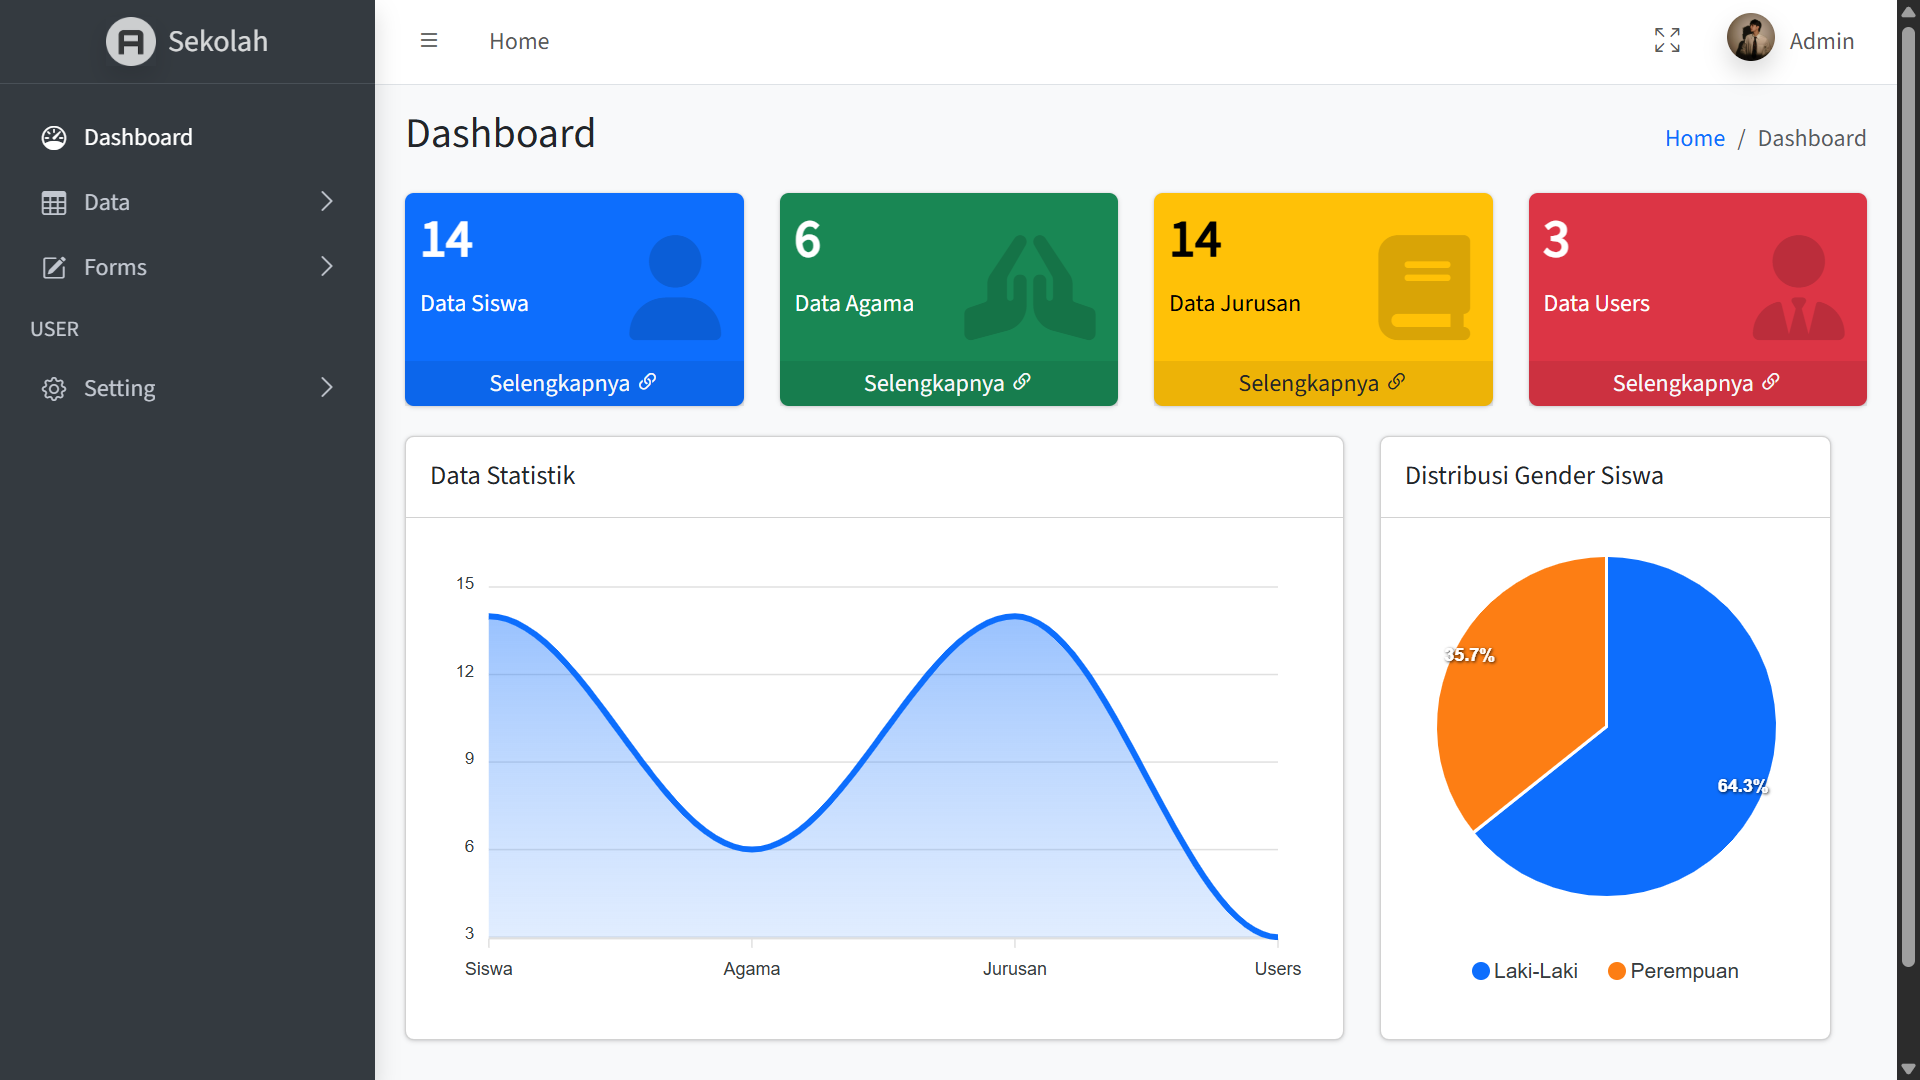 Sekolah
Home
Admin
Dashboard
Data
Forms
USER
Setting
Dashboard
Home / Dashboard
14
Data Siswa
Selengkapnya
6
Data Agama
Selengkapnya
14
Data Jurusan
Selengkapnya
3
Data Users
Selengkapnya
Data Statistik
15
12
9
6
3
Siswa
Agama
Jurusan
Users
Distribusi Gender Siswa
35.7%
64.3%
Laki-Laki
Perempuan